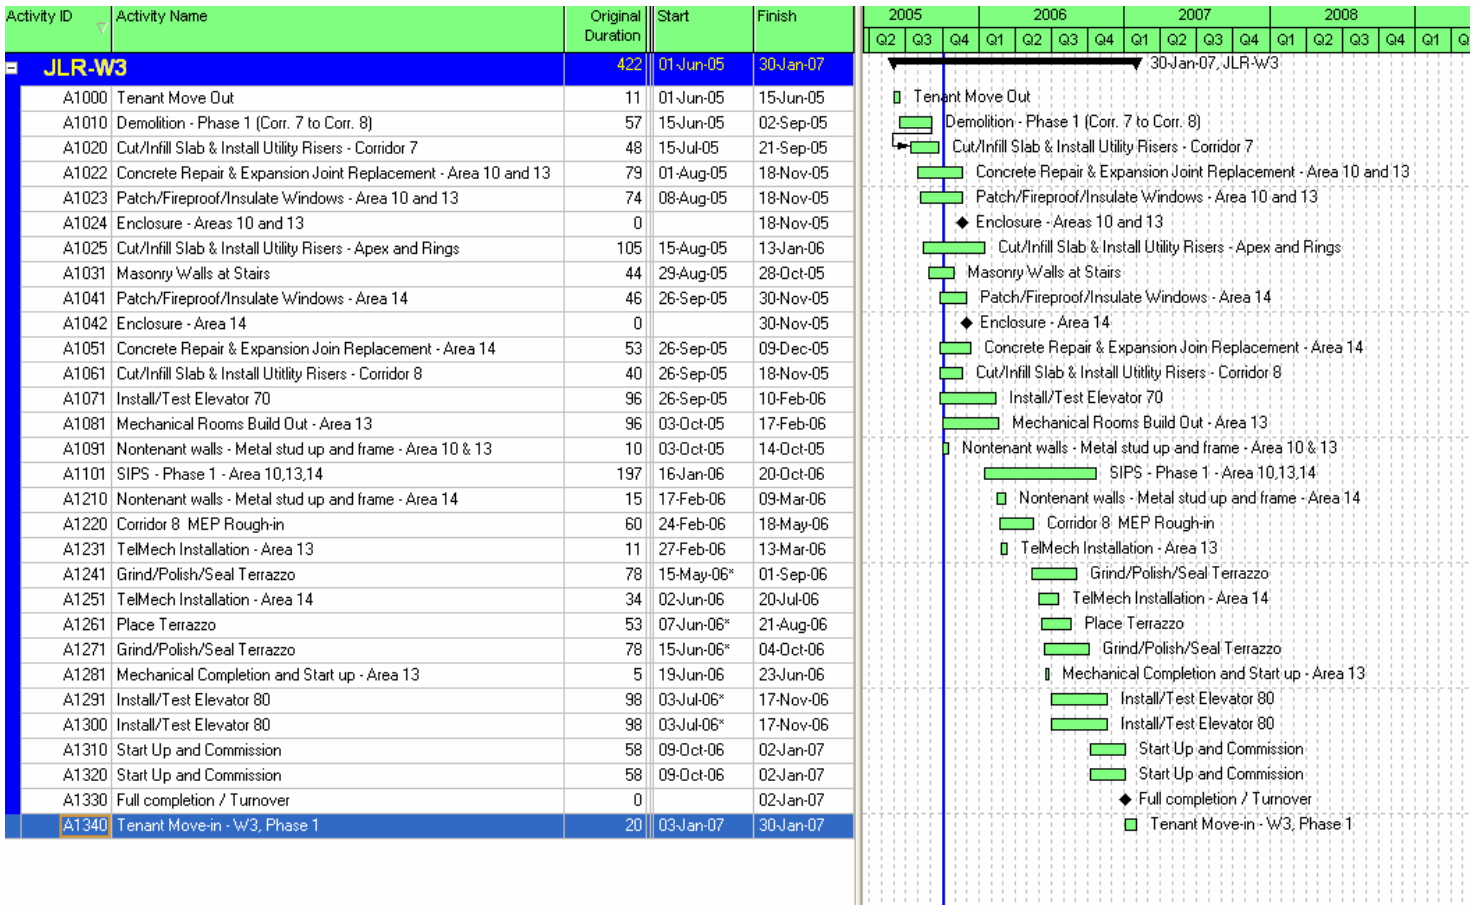 Activity ID Activity Name Original Duration Start Finish 2005 2006 2007 2008
Q2 Q3 Q4 Q1 Q2 Q3 Q4 Q1 Q2 Q3 Q4 Q1 Q2 Q3 Q4 Q1 Q
JLR-W3 422 01-Jun-05 30-Jan-07 30-Jan-07, JLR-W3
A1000 Tenant Move Out 11 01-Jun-05 15-Jun-05 Tenant Move Out
A1010 Demolition - Phase 1 (Corr. 7 to Corr. 8) 57 15-Jun-05 02-Sep-05 Demolition - Phase 1 (Corr. 7 to Corr. 8)
A1020 Cut/Infill Slab & Install Utility Risers - Corridor 7 48 15-Jul-05 21-Sep-05 Cut/Infill Slab & Install Utility Risers - Corridor 7
A1022 Concrete Repair & Expansion Joint Replacement - Area 10 and 13 79 01-Aug-05 18-Nov-05 Concrete Repair & Expansion Joint Replacement - Area 10 and 13
A1023 Patch/Fireproof/Insulate Windows - Area 10 and 13 74 08-Aug-05 18-Nov-05 Patch/Fireproof/Insulate Windows - Area 10 and 13
A1024 Enclosure - Areas 10 and 13 0 18-Nov-05 Enclosure - Areas 10 and 13
A1025 Cut/Infill Slab & Install Utility Risers - Apex and Rings 105 15-Aug-05 13-Jan-06 Cut/Infill Slab & Install Utility Risers - Apex and Rings
A1031 Masonry Walls at Stairs 44 29-Aug-05 28-Oct-05 Masonry Walls at Stairs
A1041 Patch/Fireproof/Insulate Windows - Area 14 46 26-Sep-05 30-Nov-05 Patch/Fireproof/Insulate Windows - Area 14
A1042 Enclosure - Area 14 0 30-Nov-05 Enclosure - Area 14
A1051 Concrete Repair & Expansion Join Replacement - Area 14 53 26-Sep-05 09-Dec-05 Concrete Repair & Expansion Join Replacement - Area 14
A1061 Cut/Infill Slab & Install Utitlity Risers - Corridor 8 40 26-Sep-05 18-Nov-05 Cut/Infill Slab & Install Utitlity Risers - Corridor 8
A1071 Install/Test Elevator 70 96 26-Sep-05 10-Feb-06 Install/Test Elevator 70
A1081 Mechanical Rooms Build Out - Area 13 96 03-Oct-05 17-Feb-06 Mechanical Rooms Build Out - Area 13
A1091 Nontenant walls - Metal stud up and frame - Area 10 & 13 10 03-Oct-05 14-Oct-05 Nontenant walls - Metal stud up and frame - Area 10 & 13
A1101 SIPS - Phase 1 - Area 10,13,14 197 16-Jan-06 20-Oct-06 SIPS - Phase 1 - Area 10,13,14
A1210 Nontenant walls - Metal stud up and frame - Area 14 15 17-Feb-06 09-Mar-06 Nontenant walls - Metal stud up and frame - Area 14
A1220 Corridor 8 MEP Rough-in 60 24-Feb-06 18-May-06 Corridor 8 MEP Rough-in
A1231 TelMech Installation - Area 13 11 27-Feb-06 13-Mar-06 TelMech Installation - Area 13
A1241 Grind/Polish/Seal Terrazzo 78 15-May-06* 01-Sep-06 Grind/Polish/Seal Terrazzo
A1251 TelMech Installation - Area 14 34 02-Jun-06 20-Jul-06 TelMech Installation - Area 14
A1261 Place Terrazzo 53 07-Jun-06* 21-Aug-06 Place Terrazzo
A1271 Grind/Polish/Seal Terrazzo 78 15-Jun-06* 04-Oct-06 Grind/Polish/Seal Terrazzo
A1281 Mechanical Completion and Start up - Area 13 5 19-Jun-06 23-Jun-06 Mechanical Completion and Start up - Area 13
A1291 Install/Test Elevator 80 98 03-Jul-06* 17-Nov-06 Install/Test Elevator 80
A1300 Install/Test Elevator 80 98 03-Jul-06* 17-Nov-06 Install/Test Elevator 80
A1310 Start Up and Commission 58 09-Oct-06 02-Jan-07 Start Up and Commission
A1320 Start Up and Commission 58 09-Oct-06 02-Jan-07 Start Up and Commission
A1330 Full completion / Turnover 0 02-Jan-07 Full completion / Turnover
A1340 Tenant Move-in - W3, Phase 1 20 03-Jan-07 30-Jan-07 Tenant Move-in - W3, Phase 1